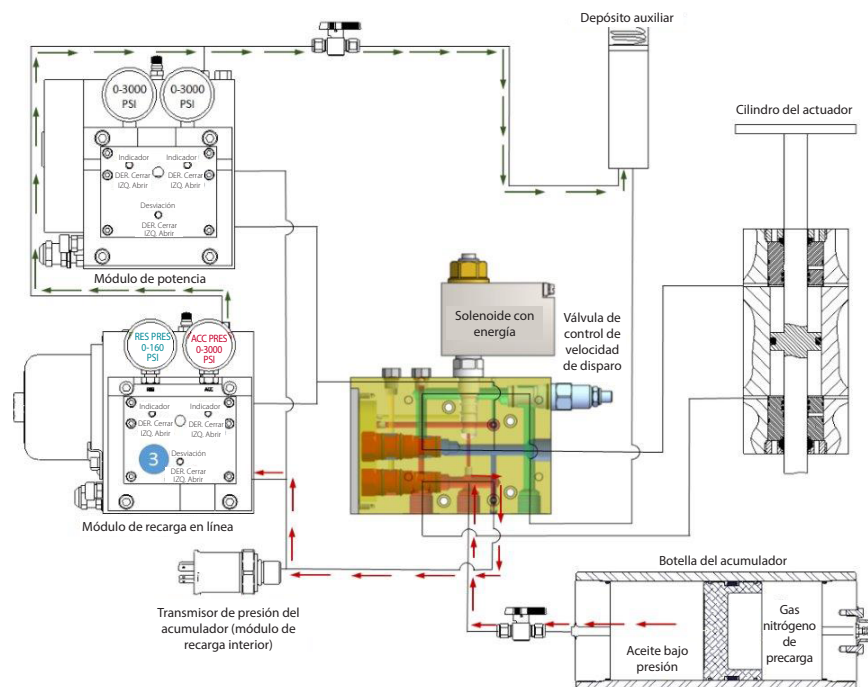 Depósito auxiliar
Cilindro del actuador
0-3000
PSI
0-3000
PSI
Indicador
Indicador
DER. Cerrar
IZQ. Abrir
DER. Cerrar
IZQ. Abrir
Desviación
DER. Cerrar
IZQ. Abrir
Módulo de potencia
Solenoide con
energía
Válvula de
control de
velocidad
de disparo
RES PRES
0-160
PSI
ACC PRES
0-3000
PSI
RES
ACC
Indicador
Indicador
DER. Cerrar
IZQ. Abrir
DER. Cerrar
IZQ. Abrir
3
Desviación
DER. Cerrar
IZQ. Abrir
Módulo de recarga en línea
Transmisor de presión del
acumulador (módulo de
recarga interior)
Botella del acumulador
Aceite bajo
presión
Gas
nitrógeno
de
precarga